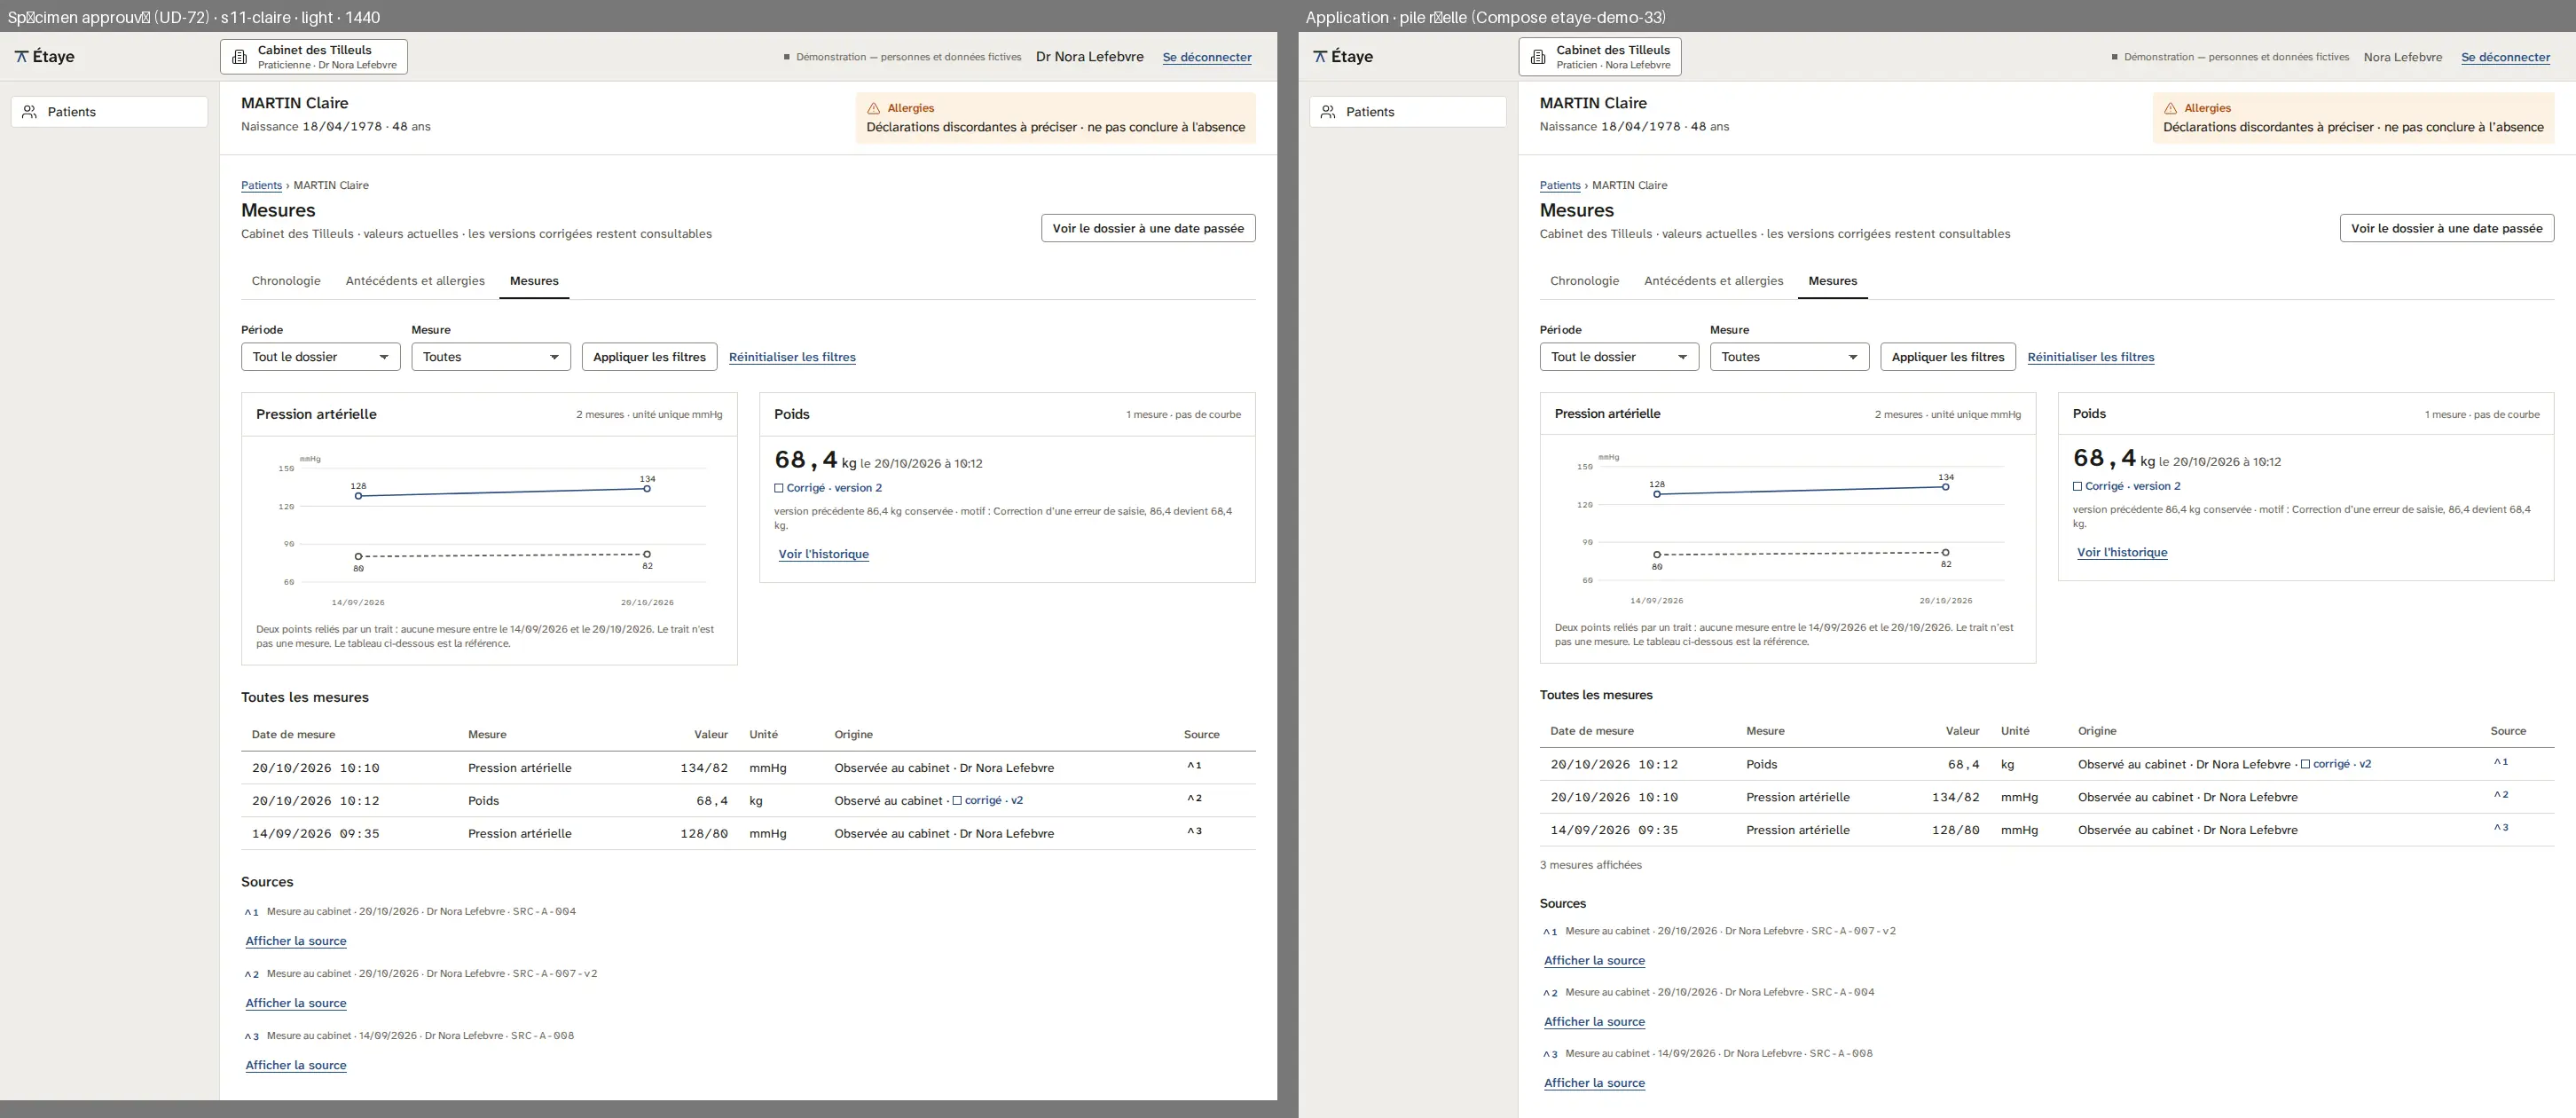 Sp□cimen approuv□ (UD-72) · s11-claire · light · 1440
Étaye
Cabinet des Tilleuls
Praticienne · Dr Nora Lefebvre
Démonstration — personnes et données fictives
Dr Nora Lefebvre
Se déconnecter
Patients
MARTIN Claire
Naissance 18/04/1978 · 48 ans
Allergies
Déclarations discordantes à préciser · ne pas conclure à l'absence
Patients › MARTIN Claire
Mesures
Cabinet des Tilleuls · valeurs actuelles · les versions corrigées restent consultables
Voir le dossier à une date passée
Chronologie Antécédents et allergies Mesures
Période Mesure
Tout le dossier Toutes Appliquer les filtres Réinitialiser les filtres
Pression artérielle 2 mesures · unité unique mmHg
mmHg
150
128 134
120
90
80 82
60
14/09/2026 20/10/2026
Deux points reliés par un trait : aucune mesure entre le 14/09/2026 et le 20/10/2026. Le trait n'est
pas une mesure. Le tableau ci-dessous est la référence.
Poids 1 mesure · pas de courbe
68,4 kg le 20/10/2026 à 10:12
Corrigé · version 2
version précédente 86,4 kg conservée · motif : Correction d'une erreur de saisie, 86,4 devient 68,4
kg.
Voir l'historique
Toutes les mesures
Date de mesure Mesure Valeur Unité Origine Source
20/10/2026 10:10 Pression artérielle 134/82 mmHg Observée au cabinet · Dr Nora Lefebvre ^1
20/10/2026 10:12 Poids 68,4 kg Observé au cabinet · corrigé · v2 ^2
14/09/2026 09:35 Pression artérielle 128/80 mmHg Observée au cabinet · Dr Nora Lefebvre ^3
Sources
^1 Mesure au cabinet · 20/10/2026 · Dr Nora Lefebvre · SRC-A-004
Afficher la source
^2 Mesure au cabinet · 20/10/2026 · Dr Nora Lefebvre · SRC-A-007-v2
Afficher la source
^3 Mesure au cabinet · 14/09/2026 · Dr Nora Lefebvre · SRC-A-008
Afficher la source
Application · pile r□elle (Compose etaye-demo-33)
Étaye
Cabinet des Tilleuls
Praticien · Nora Lefebvre
Démonstration — personnes et données fictives
Nora Lefebvre
Se déconnecter
Patients
MARTIN Claire
Naissance 18/04/1978 · 48 ans
Allergies
Déclarations discordantes à préciser · ne pas conclure à l'absence
Patients › MARTIN Claire
Mesures
Cabinet des Tilleuls · valeurs actuelles · les versions corrigées restent consultables
Voir le dossier à une date passée
Chronologie Antécédents et allergies Mesures
Période Mesure
Tout le dossier Toutes Appliquer les filtres Réinitialiser les filtres
Pression artérielle 2 mesures · unité unique mmHg
mmHg
150
128 134
120
90
80 82
60
14/09/2026 20/10/2026
Deux points reliés par un trait : aucune mesure entre le 14/09/2026 et le 20/10/2026. Le trait n'est
pas une mesure. Le tableau ci-dessous est la référence.
Poids 1 mesure · pas de courbe
68,4 kg le 20/10/2026 à 10:12
Corrigé · version 2
version précédente 86,4 kg conservée · motif : Correction d'une erreur de saisie, 86,4 devient 68,4
kg.
Voir l'historique
Toutes les mesures
Date de mesure Mesure Valeur Unité Origine Source
20/10/2026 10:12 Poids 68,4 kg Observé au cabinet · Dr Nora Lefebvre · corrigé · v2 ^1
20/10/2026 10:10 Pression artérielle 134/82 mmHg Observée au cabinet · Dr Nora Lefebvre ^2
14/09/2026 09:35 Pression artérielle 128/80 mmHg Observée au cabinet · Dr Nora Lefebvre ^3
3 mesures affichées
Sources
^1 Mesure au cabinet · 20/10/2026 · Dr Nora Lefebvre · SRC-A-007-v2
Afficher la source
^2 Mesure au cabinet · 20/10/2026 · Dr Nora Lefebvre · SRC-A-004
Afficher la source
^3 Mesure au cabinet · 14/09/2026 · Dr Nora Lefebvre · SRC-A-008
Afficher la source